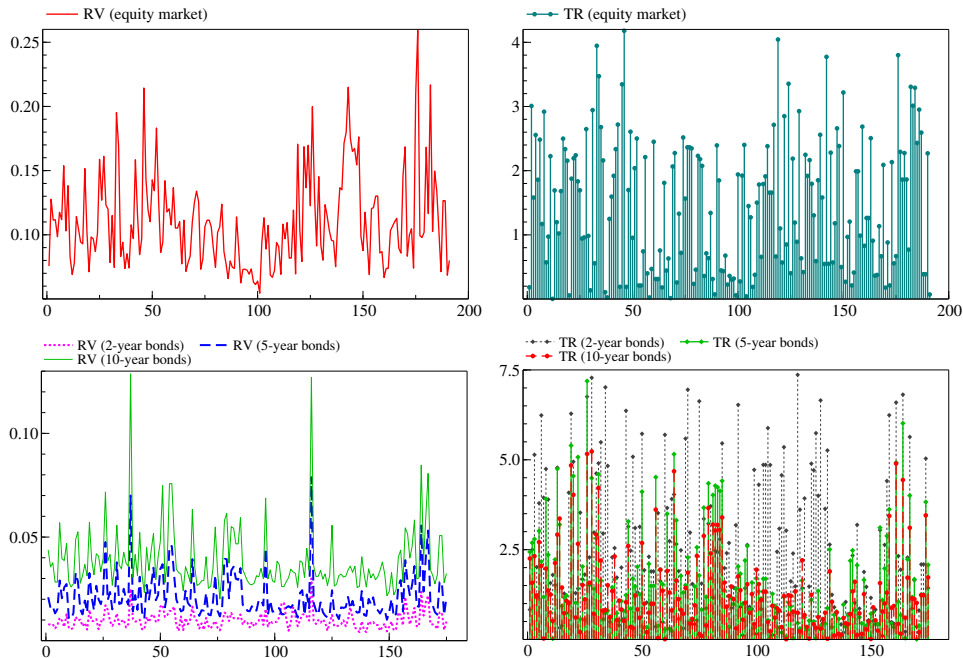 RV (equity market)
0.25
0.20
0.15
0.10
0 50 100 150 200
TR (equity market)
4
3
2
1
0 50 100 150 200
RV (2-year bonds) RV (5-year bonds)
RV (10-year bonds)
0.10
0.05
0 50 100 150
TR (2-year bonds) TR (5-year bonds)
TR (10-year bonds)
7.5
5.0
2.5
0 50 100 150